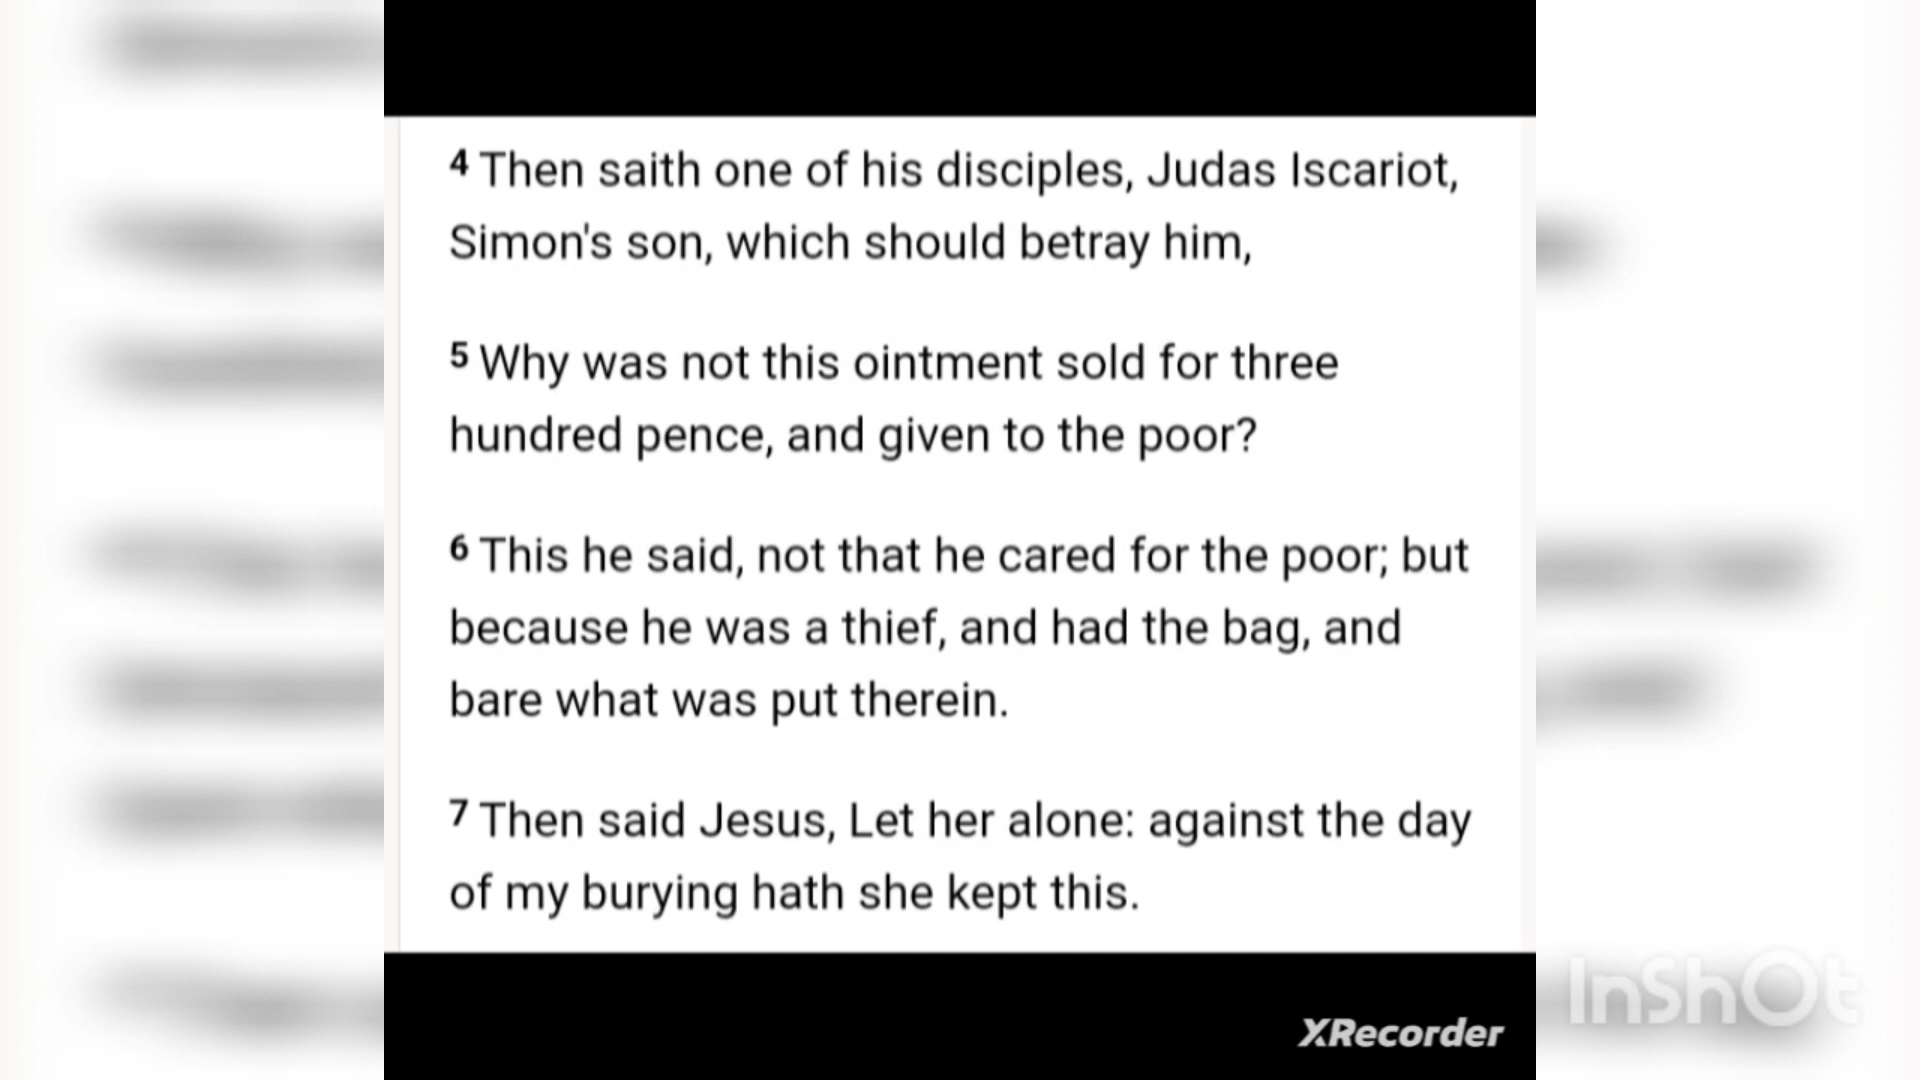 4 Then saith one of his disciples, Judas Iscariot,
Simon's son, which should betray him,
5 Why was not this ointment sold for three
hundred pence, and given to the poor?
6 This he said, not that he cared for the poor; but
because he was a thief, and had the bag, and
bare what was put therein.
7 Then said Jesus, Let her alone: against the day
of my burying hath she kept this.
XRecorder
InShOt